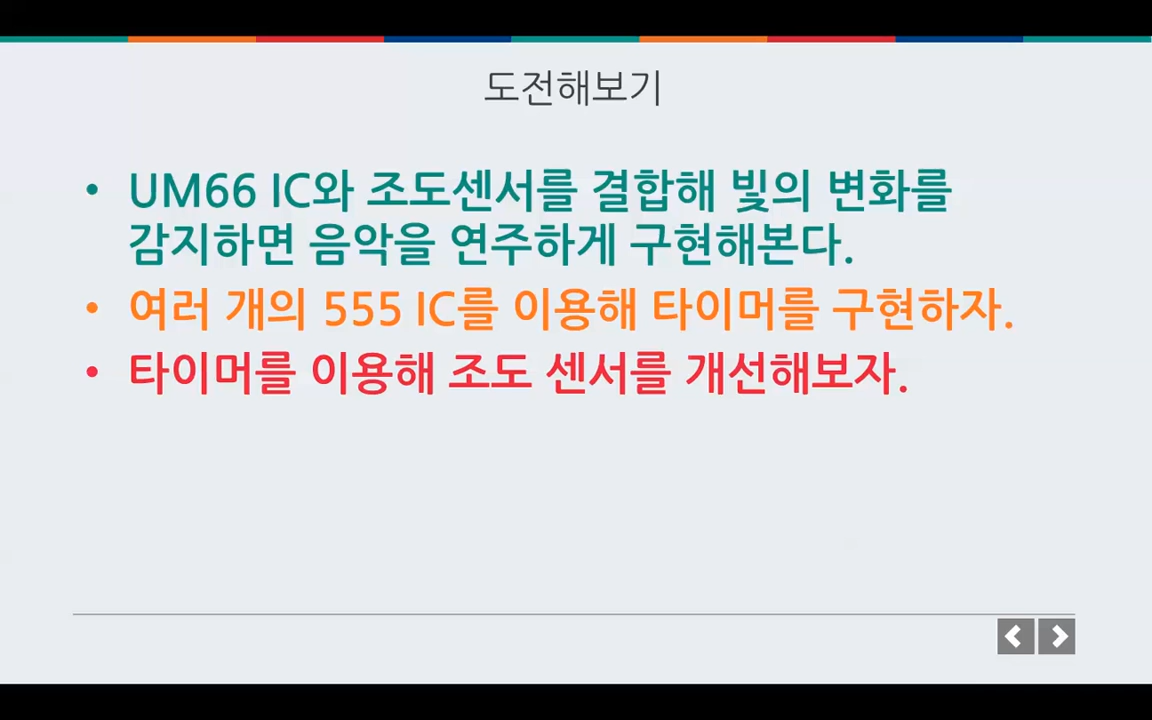 도전해보기
• UM66 IC와 조도센서를 결합해 빛의 변화를
감지하면 음악을 연주하게 구현해본다.
• 여러 개의 555 IC를 이용해 타이머를 구현하자.
• 타이머를 이용해 조도 센서를 개선해보자.